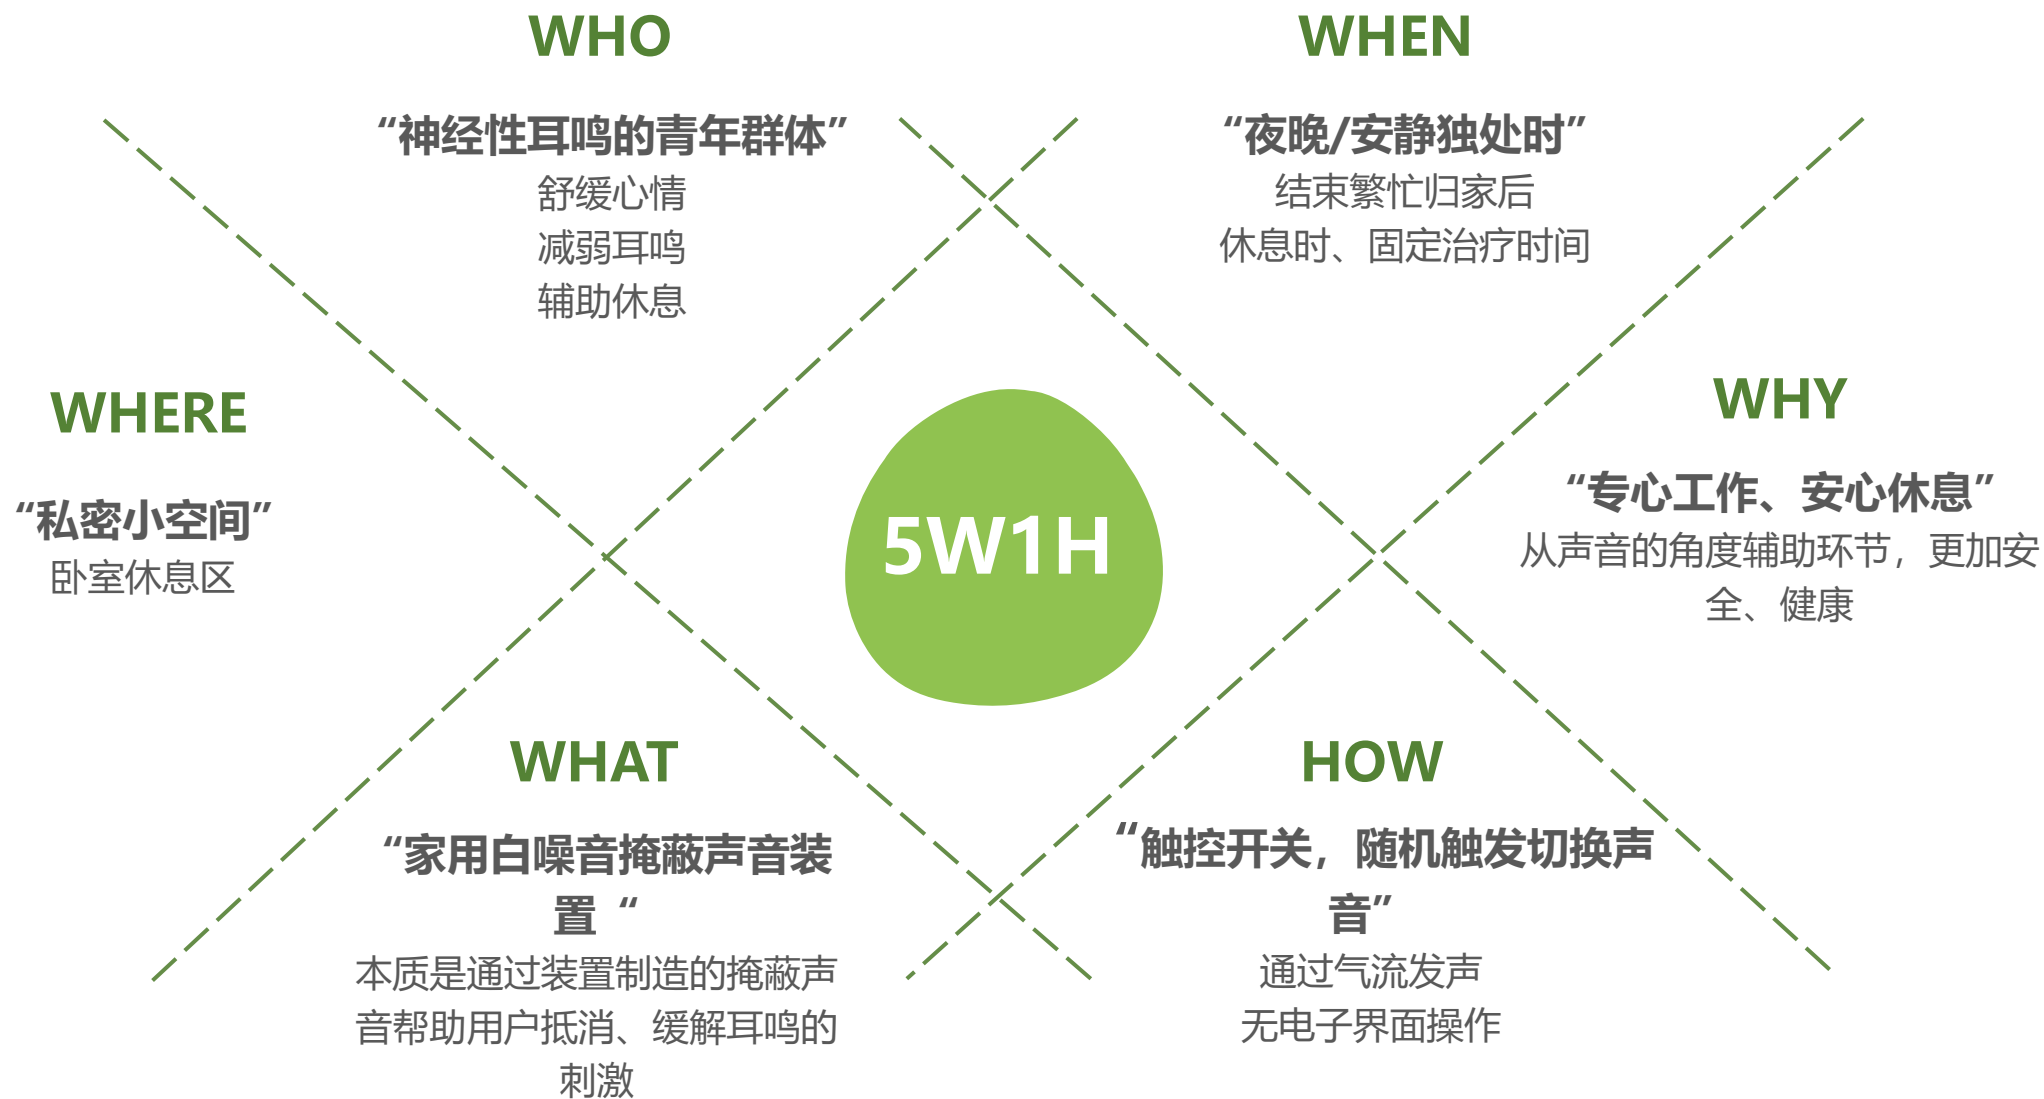 WHO
“神经性耳鸣的青年群体”
舒缓心情
减弱耳鸣
辅助休息
WHEN
“夜晚/安静独处时”
结束繁忙归家后
休息时、固定治疗时间
WHERE
“私密小空间”
卧室休息区
5W1H
WHY
“专心工作、安心休息”
从声音的角度辅助环节，更加安
全、健康
WHAT
“家用白噪音掩蔽声音装
置“
本质是通过装置制造的掩蔽声
音帮助用户抵消、缓解耳鸣的
刺激
HOW
“触控开关，随机触发切换声
音”
通过气流发声
无电子界面操作